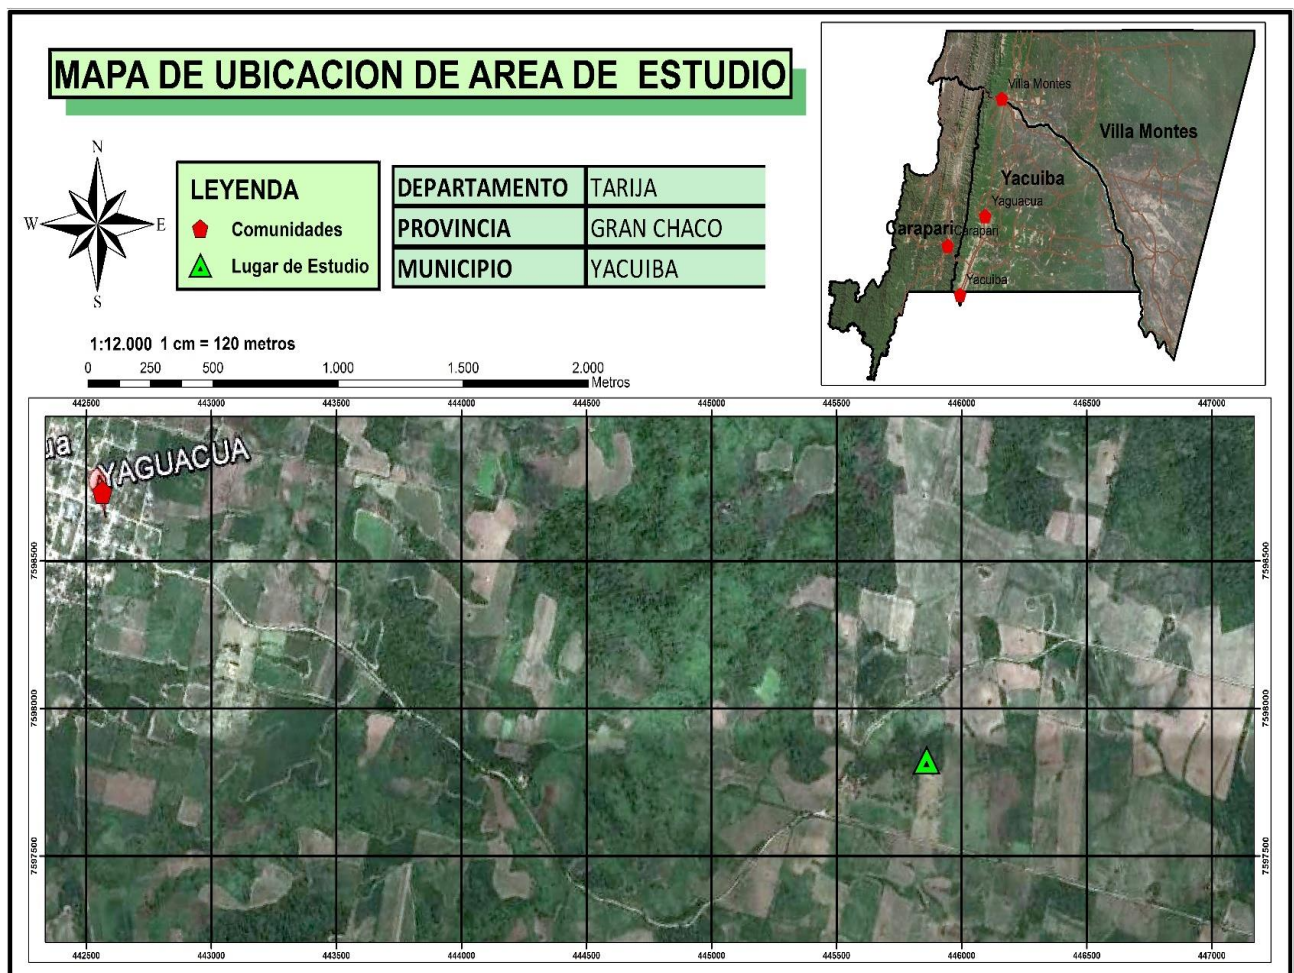 MAPA DE UBICACION DE AREA DE ESTUDIO
N
W
E
S
LEYENDA
Comunidades
Lugar de Estudio
DEPARTAMENTO TARIJA
PROVINCIA GRAN CHACO
MUNICIPIO YACUIBA
Villa Montes
Villa Montes
Yacuiba
Yaguacua
Carapari Carapari
Yacuiba
1:12.000 1 cm = 120 metros
0 250 500 1.000 1.500 2.000
Metros
442500 443000 443500 444000 444500 445000 445500 446000 446500 447000
ua
YAGUACUA
7598500 7598500
7598000 7598000
7597500 7597500
442500 443000 443500 444000 444500 445000 445500 446000 446500 447000